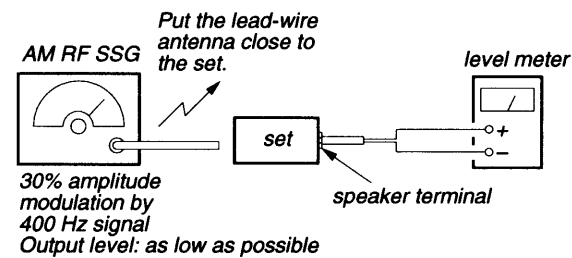 Put the lead-wire
antenna close to
the set.
AM RF SSG
level meter
set
+
−
speaker terminal
30% amplitude
modulation by
400 Hz signal
Output level: as low as possible